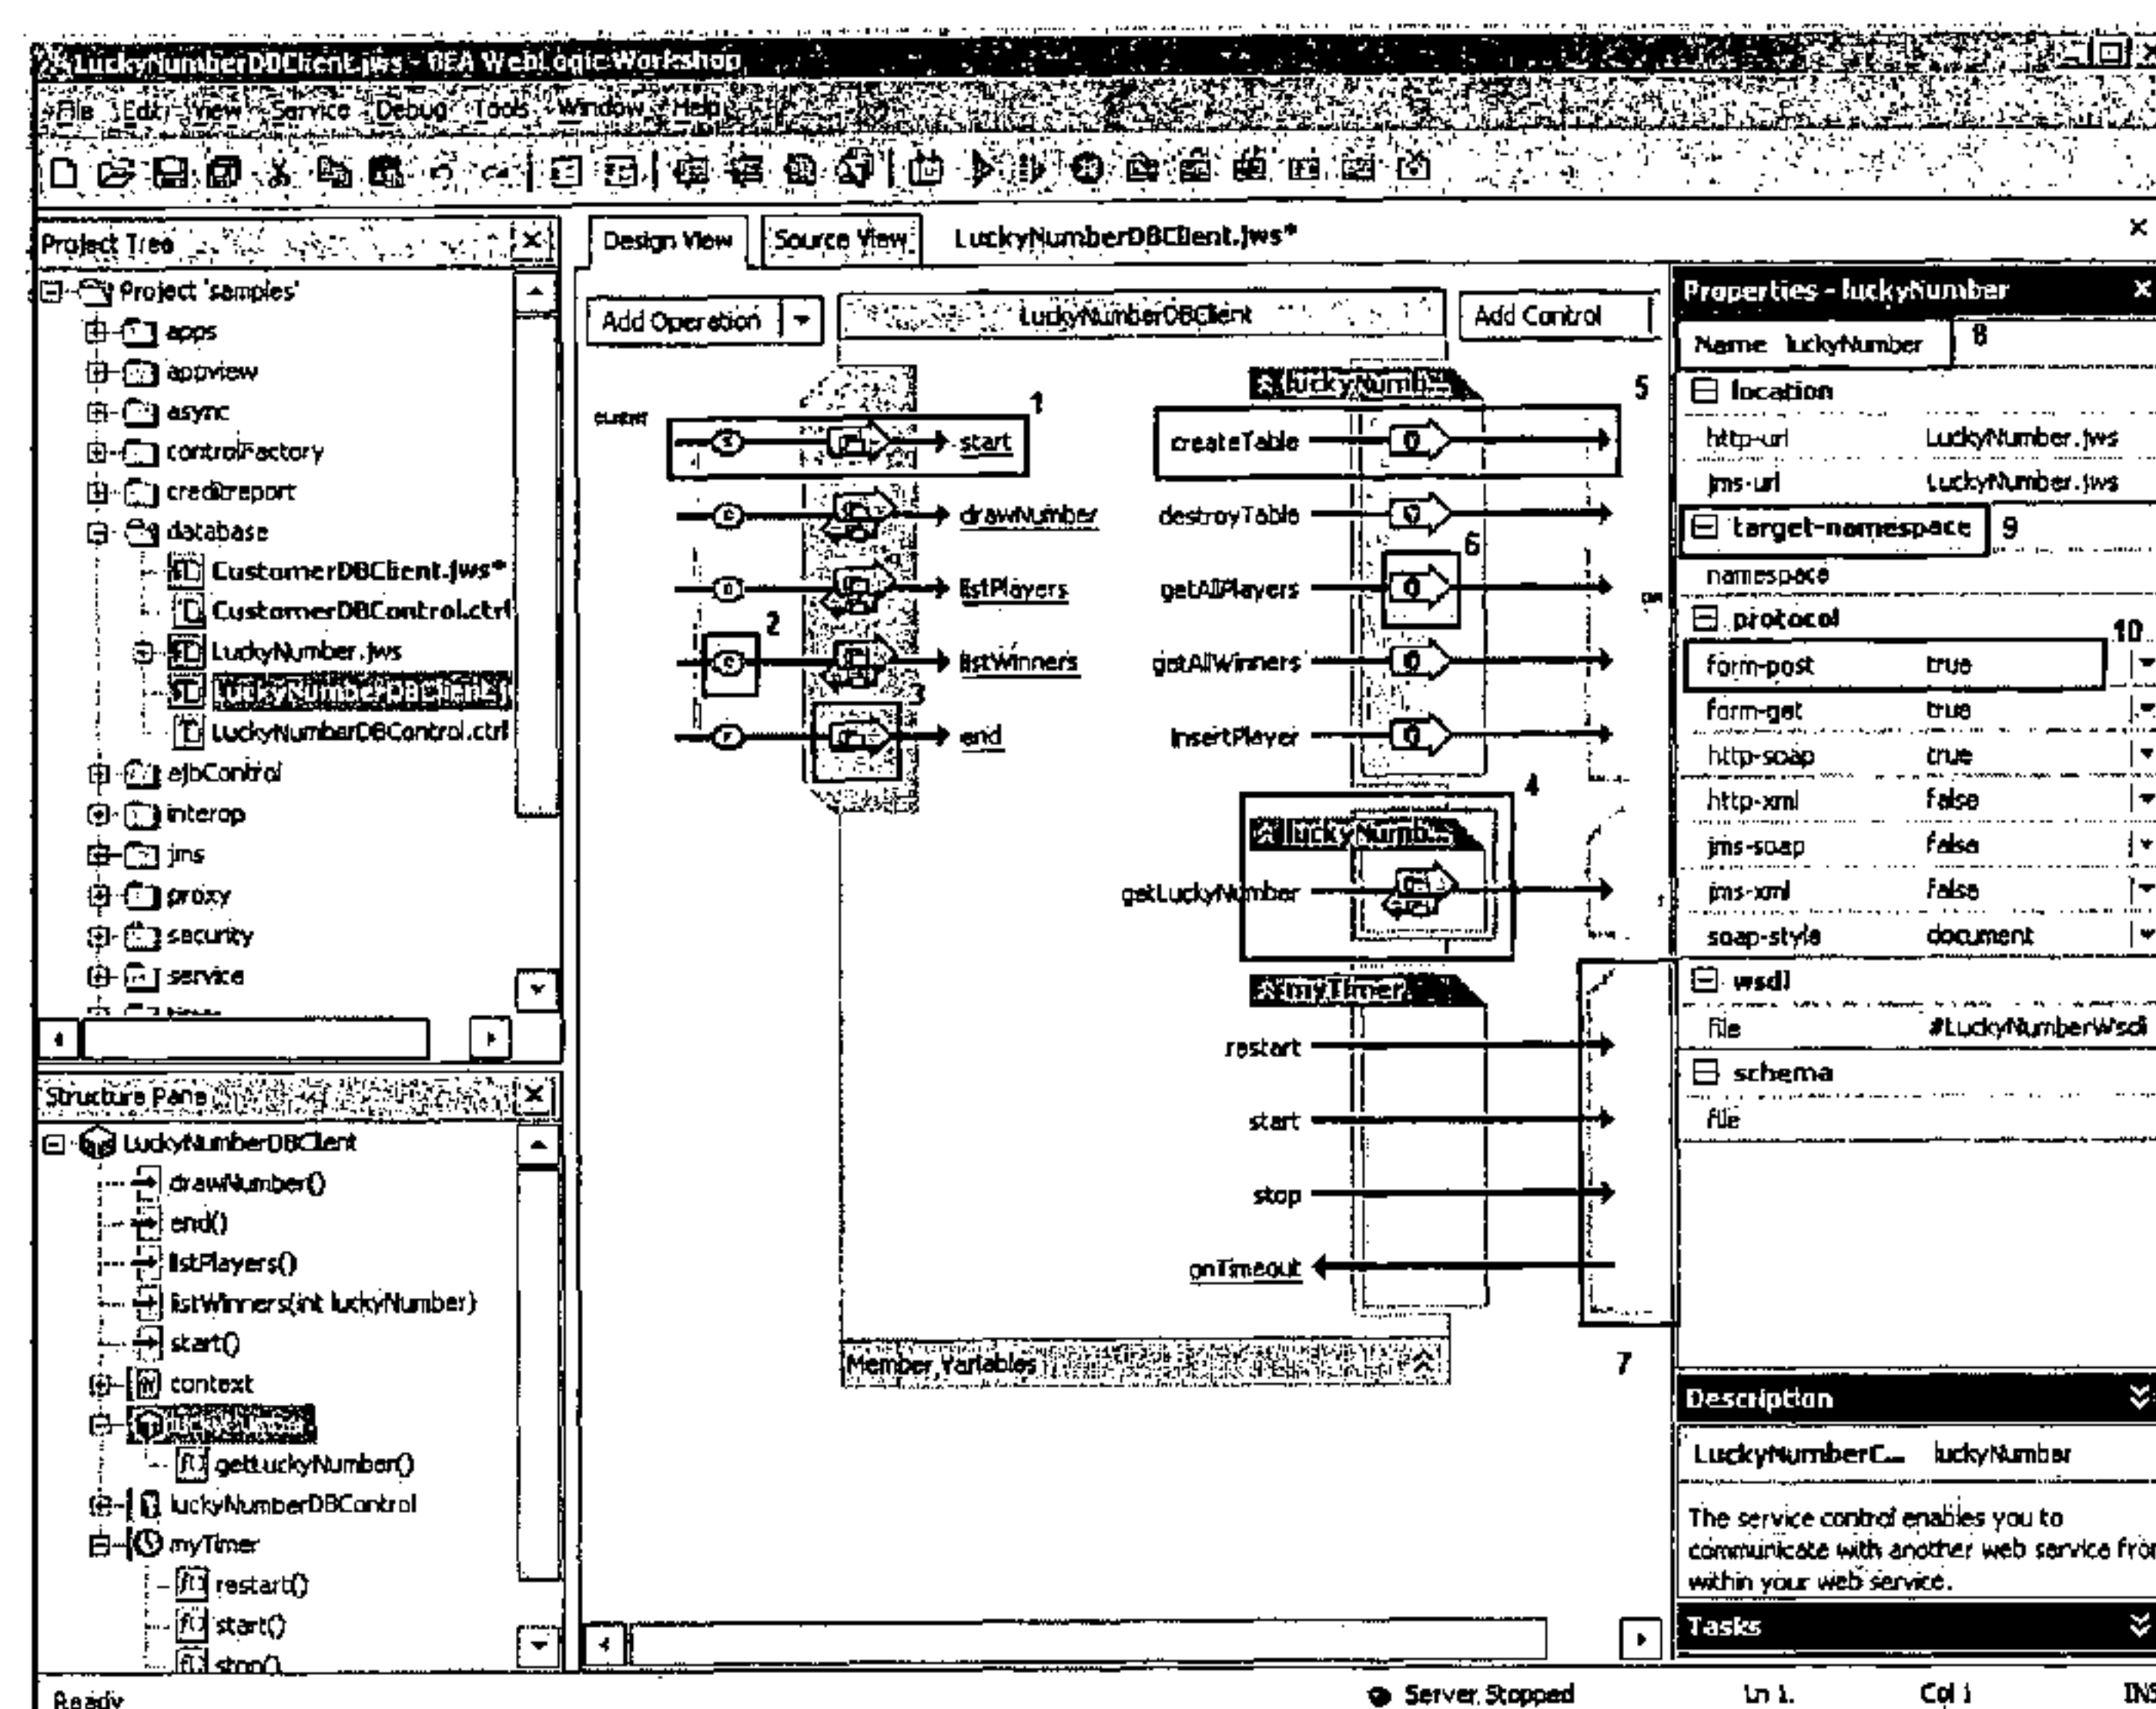 LuckyNumberDBClient.jws - BEA WebLogic Workshop
File Edit View Service Debug Tools Window Help
Project Tree
Project 'samples'
apps
appview
async
controlFactory
creditreport
database
CustomerDBClient.jws*
CustomerDBControl.ctrl
LuckyNumber.jws
LuckyNumberDBClient.j
LuckyNumberDBControl.ctrl
ejbControl
interop
jms
proxy
security
service
Structure Pane
LuckyNumberDBClient
drawNumber()
end()
listPlayers()
listWinners(int luckyNumber)
start()
context
getLuckyNumber()
luckyNumberDBControl
myTimer
restart()
start()
stop()
Design View
Source View
LuckyNumberDBClient.jws*
Add Operation
LuckyNumberDBClient
Add Control
1
start
drawNumber
listPlayers
2
listWinners
3
end
luckyNumb...
5
createTable
destroyTable
6
getAllPlayers
getAllWinners
insertPlayer
4
luckyNumb...
getLuckyNumber
myTimer
restart
start
stop
onTimeout
Member Variables
7
Properties - luckyNumber
Name luckyNumber 8
location
http-url LuckyNumber.jws
jms-url LuckyNumber.jws
target-namespace 9
namespace
protocol
10
form-post true
form-get true
http-soap true
http-xml false
jms-soap false
jms-xml false
soap-style document
wsdl
file #LuckyNumberWsdl
schema
file
Description
LuckyNumberC... luckyNumber
The service control enables you to
communicate with another web service from
within your web service.
Tasks
Ready
Server Stopped
Ln 1.
Col 1
INS